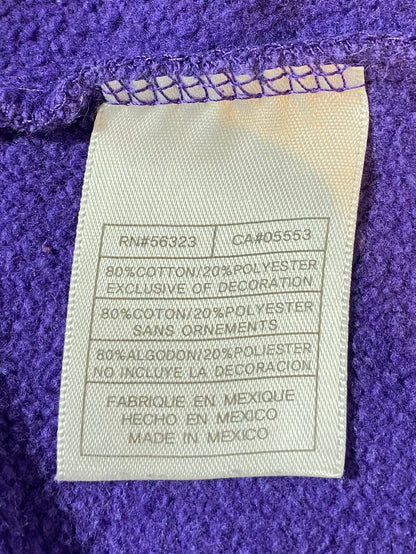 RN#56323 CA#05553
80%COTTON/20%POLYESTER
EXCLUSIVE OF DECORATION
80%COTON/20%POLYESTER
SANS ORNEMENTS
80%ALGODON/20%POLIESTER
NO INCLUYE LA DECORACION
FABRIQUE EN MEXIQUE
HECHO EN MEXICO
MADE IN MEXICO